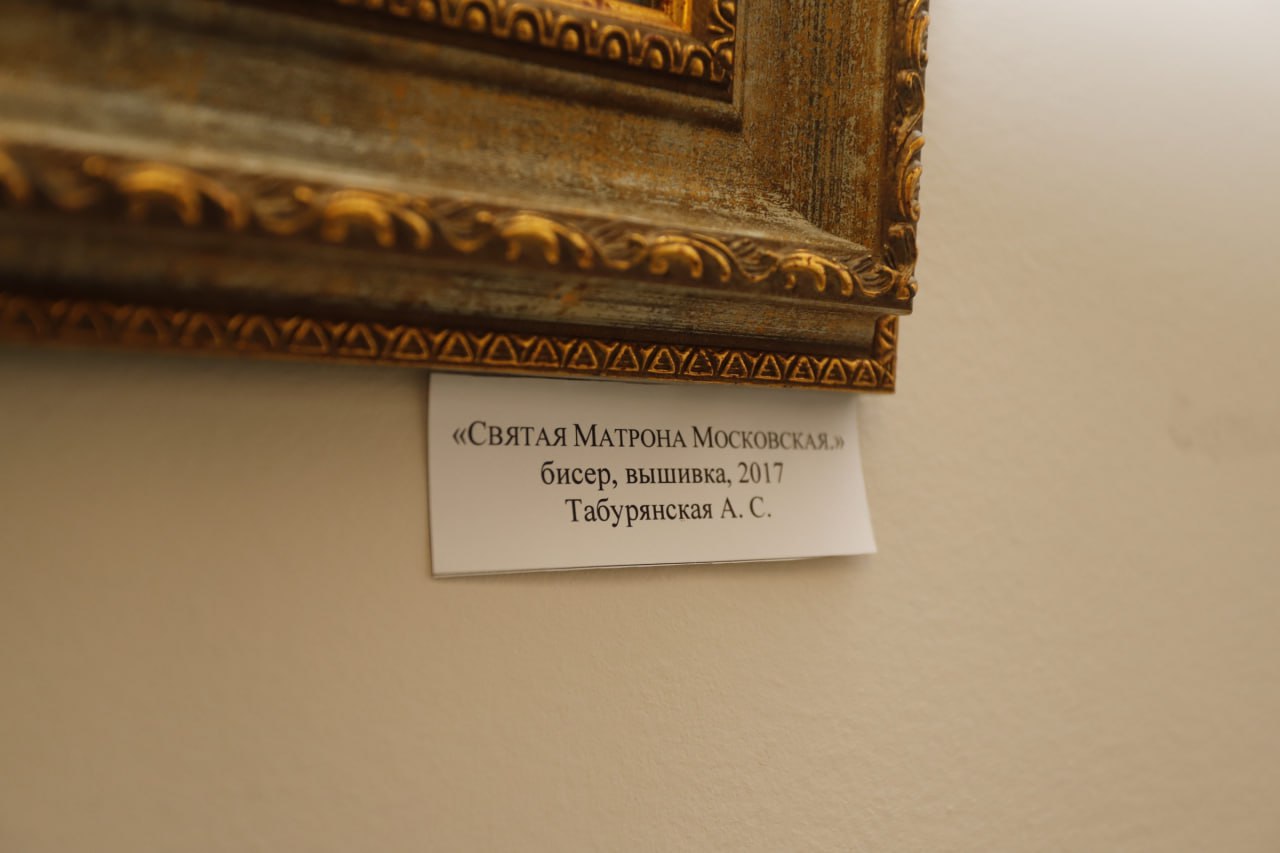 «Святая Матрона Московская.»
бисер, вышивка, 2017
Табурянская А. С.